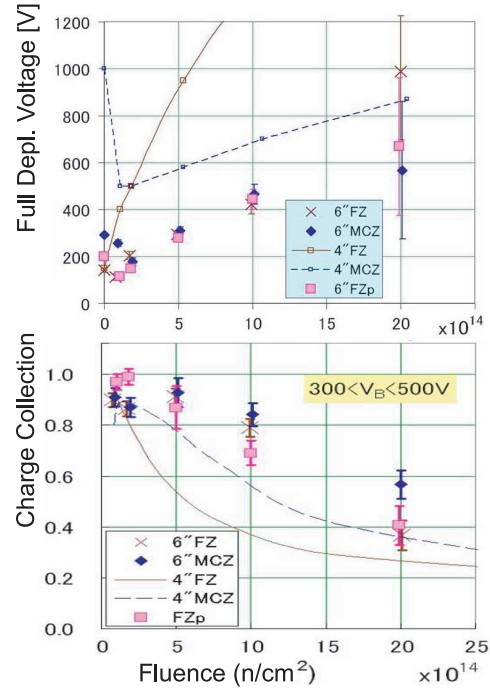 Full Depl. Voltage [V]
1200
1000
800
600
400
200
0
6"FZ
6"MCZ
4"FZ
4"MCZ
6"FZp
0
5
10
15
20
×10¹⁴
Charge Collection
1.0
0.8
0.6
0.4
0.2
0.0
300<V_B<500V
6"FZ
6"MCZ
4"FZ
4"MCZ
FZp
0
5
10
15
20
25
Fluence (n/cm²)
×10¹⁴